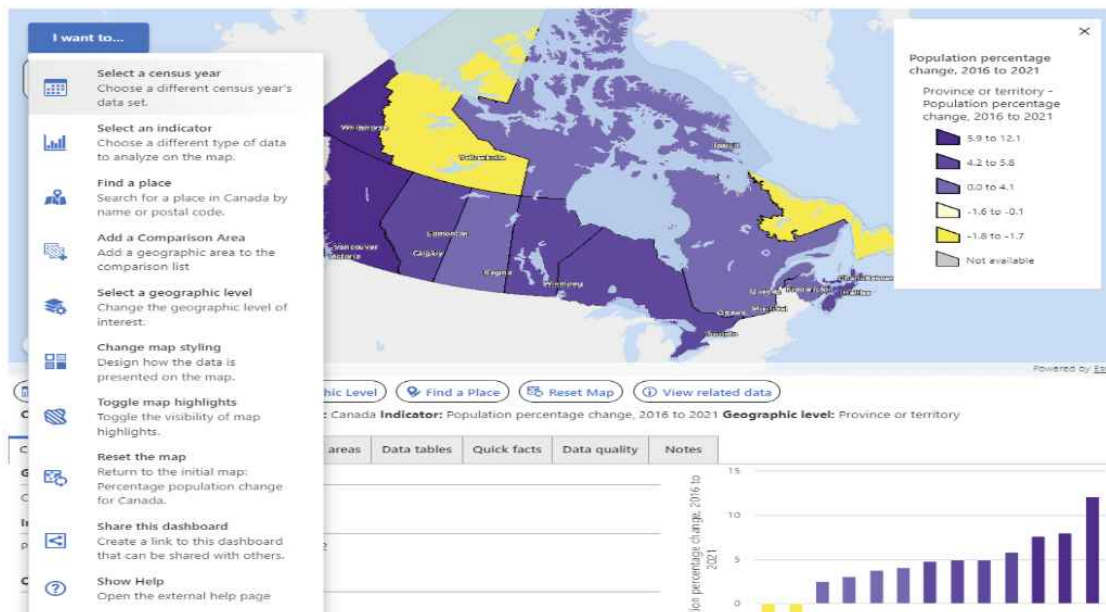 I want to...
Select a census year
Choose a different census year's
data set.
Select an indicator
Choose a different type of data
to analyze on the map.
Find a place
Search for a place in Canada by
name or postal code.
Add a Comparison Area
Add a geographic area to the
comparison list
Select a geographic level
Change the geographic level of
interest.
Change map styling
Design how the data is
presented on the map.
Toggle map highlights
Toggle the visibility of map
highlights.
Reset the map
Return to the initial map:
Percentage population change
for Canada.
Share this dashboard
Create a link to this dashboard
that can be shared with others.
Show Help
Open the external help page
Whitehorse
Yellowknife
Iqaluit
Edmonton
Vancouver
Victoria
Calgary
Regina
Winnipeg
Ottawa
Montréal
Toronto
Halifax
Population percentage
change, 2016 to 2021
Province or territory -
Population percentage
change, 2016 to 2021
5.9 to 12.1
4.2 to 5.8
0.0 to 4.1
-1.6 to -0.1
-1.8 to -1.7
Not available
Powered by Es
hic Level
Find a Place
Reset Map
View related data
: Canada Indicator: Population percentage change, 2016 to 2021 Geographic level: Province or territory
areas
Data tables
Quick facts
Data quality
Notes
ion percentage change, 2016 to
2021
15
10
5
0